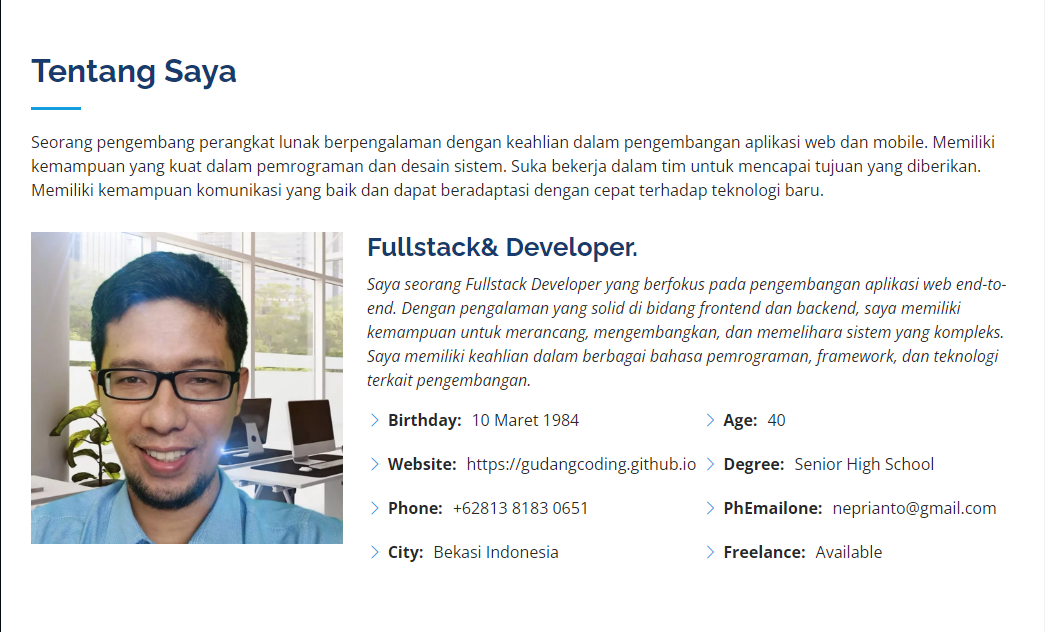 Tentang Saya
Seorang pengembang perangkat lunak berpengalaman dengan keahlian dalam pengembangan aplikasi web dan mobile. Memiliki
kemampuan yang kuat dalam pemrograman dan desain sistem. Suka bekerja dalam tim untuk mencapai tujuan yang diberikan.
Memiliki kemampuan komunikasi yang baik dan dapat beradaptasi dengan cepat terhadap teknologi baru.
Fullstack& Developer.
Saya seorang Fullstack Developer yang berfokus pada pengembangan aplikasi web end-to-
end. Dengan pengalaman yang solid di bidang frontend dan backend, saya memiliki
kemampuan untuk merancang, mengembangkan, dan memelihara sistem yang kompleks.
Saya memiliki keahlian dalam berbagai bahasa pemrograman, framework, dan teknologi
terkait pengembangan.
Birthday: 10 Maret 1984
Website: https://gudangcoding.github.io
Phone: +62813 8183 0651
City: Bekasi Indonesia
Age: 40
Degree: Senior High School
PhEmailone: neprianto@gmail.com
Freelance: Available